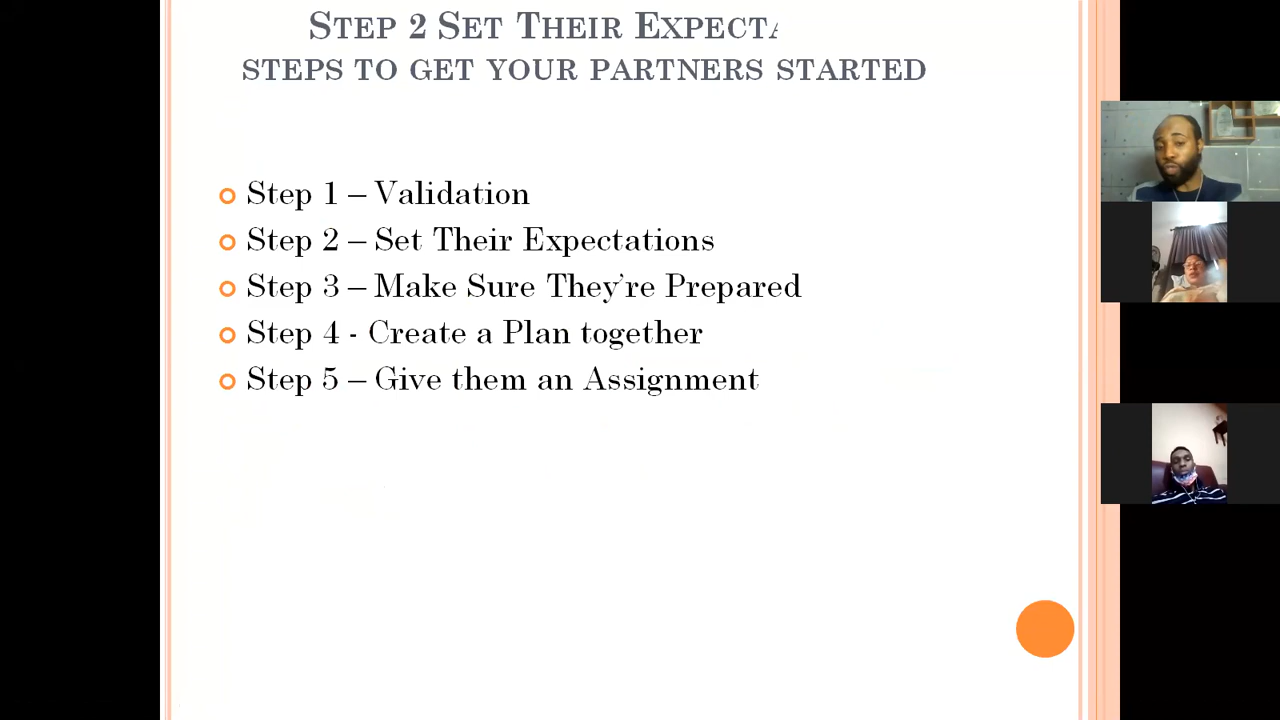 STEP 2 SET THEIR
STEPS TO GET YOUR PARTNERS STARTED
Step 1 – Validation
Step 2 – Set Their Expectations
Step 3 – Make Sure They’re Prepared
Step 4 - Create a Plan together
Step 5 – Give them an Assignment